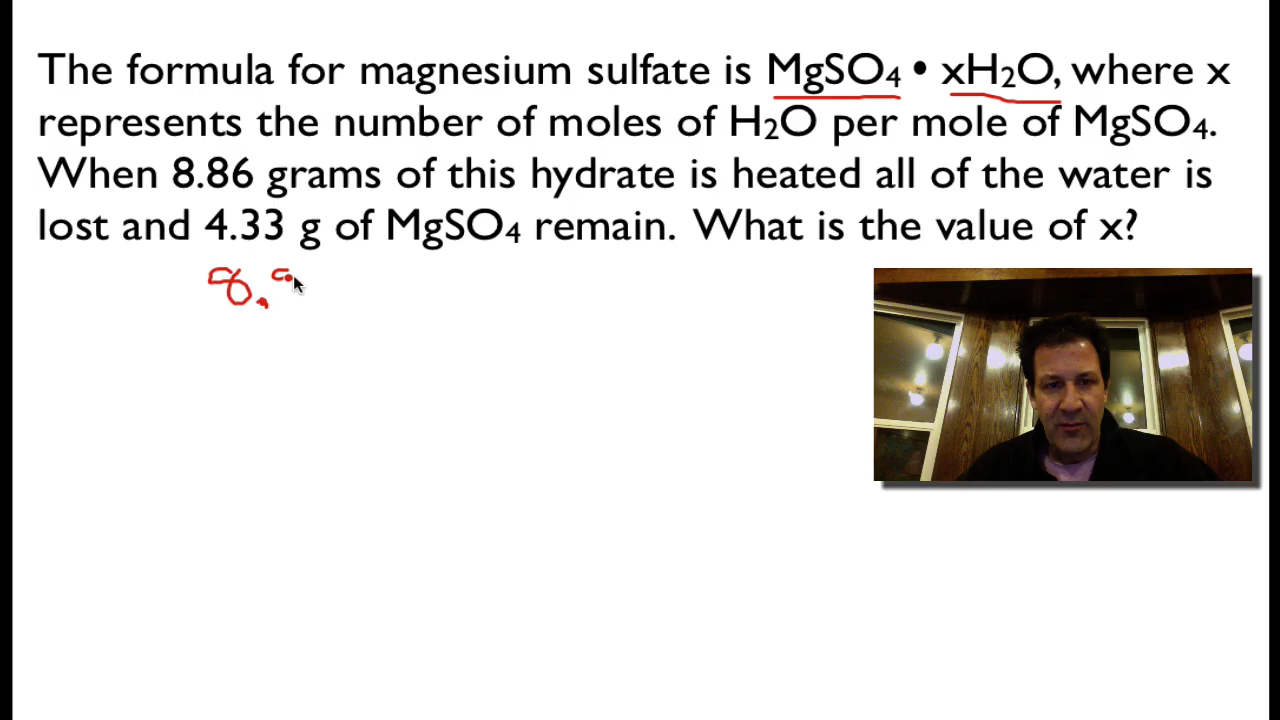 The formula for magnesium sulfate is MgSO₄ • xH₂O, where x
represents the number of moles of H₂O per mole of MgSO₄.
When 8.86 grams of this hydrate is heated all of the water is
lost and 4.33 g of MgSO₄ remain. What is the value of x?
8.